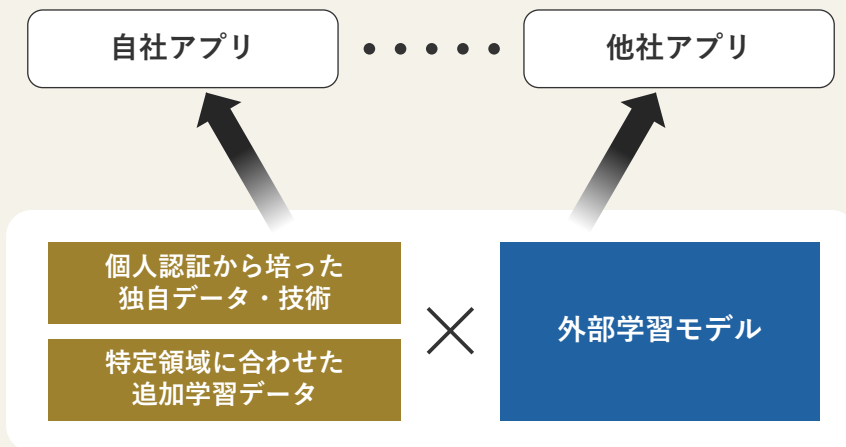 自社アプリ
他社アプリ
個人認証から培った
独自データ・技術
特定領域に合わせた
追加学習データ
外部学習モデル